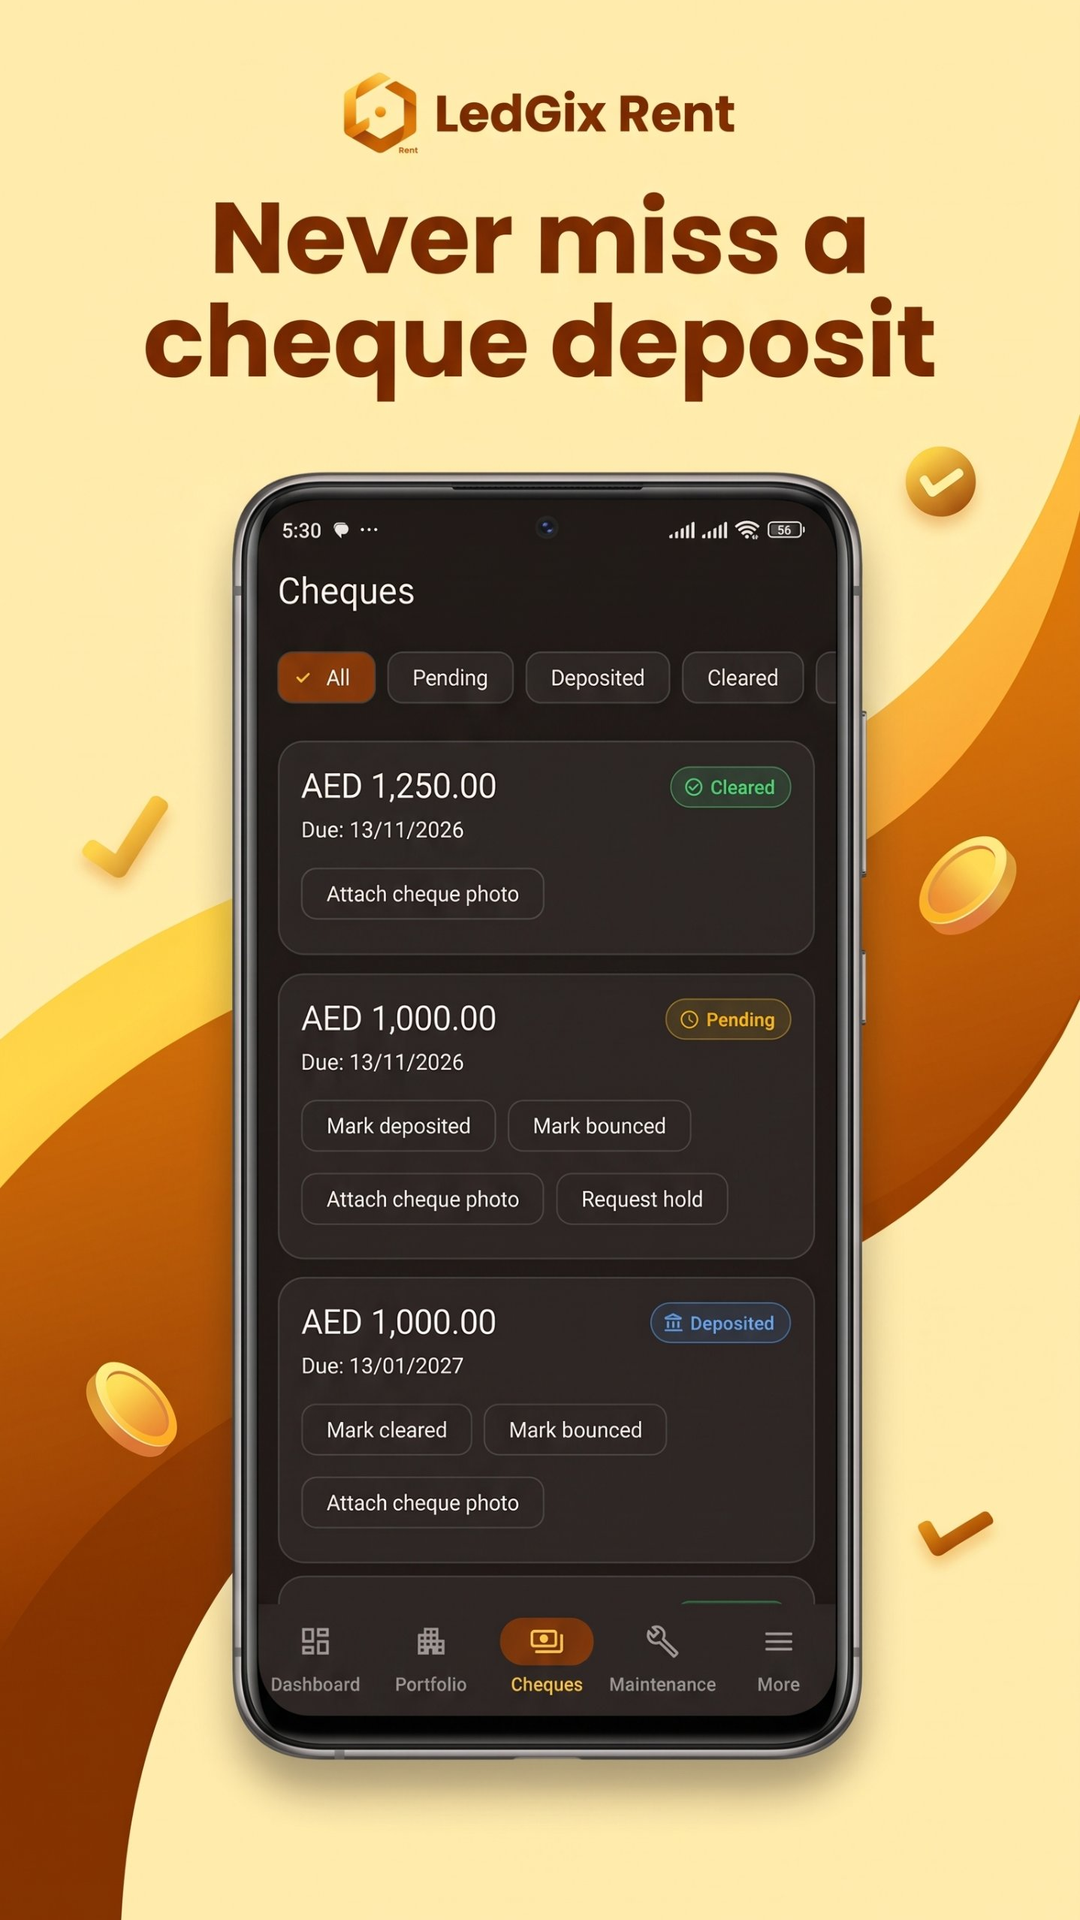 LedGix Rent
Rent
Never miss a
cheque deposit
5:30
56
Cheques
All
Pending
Deposited
Cleared
AED 1,250.00
Cleared
Due: 13/11/2026
Attach cheque photo
AED 1,000.00
Pending
Due: 13/11/2026
Mark deposited
Mark bounced
Attach cheque photo
Request hold
AED 1,000.00
Deposited
Due: 13/01/2027
Mark cleared
Mark bounced
Attach cheque photo
Dashboard
Portfolio
Cheques
Maintenance
More